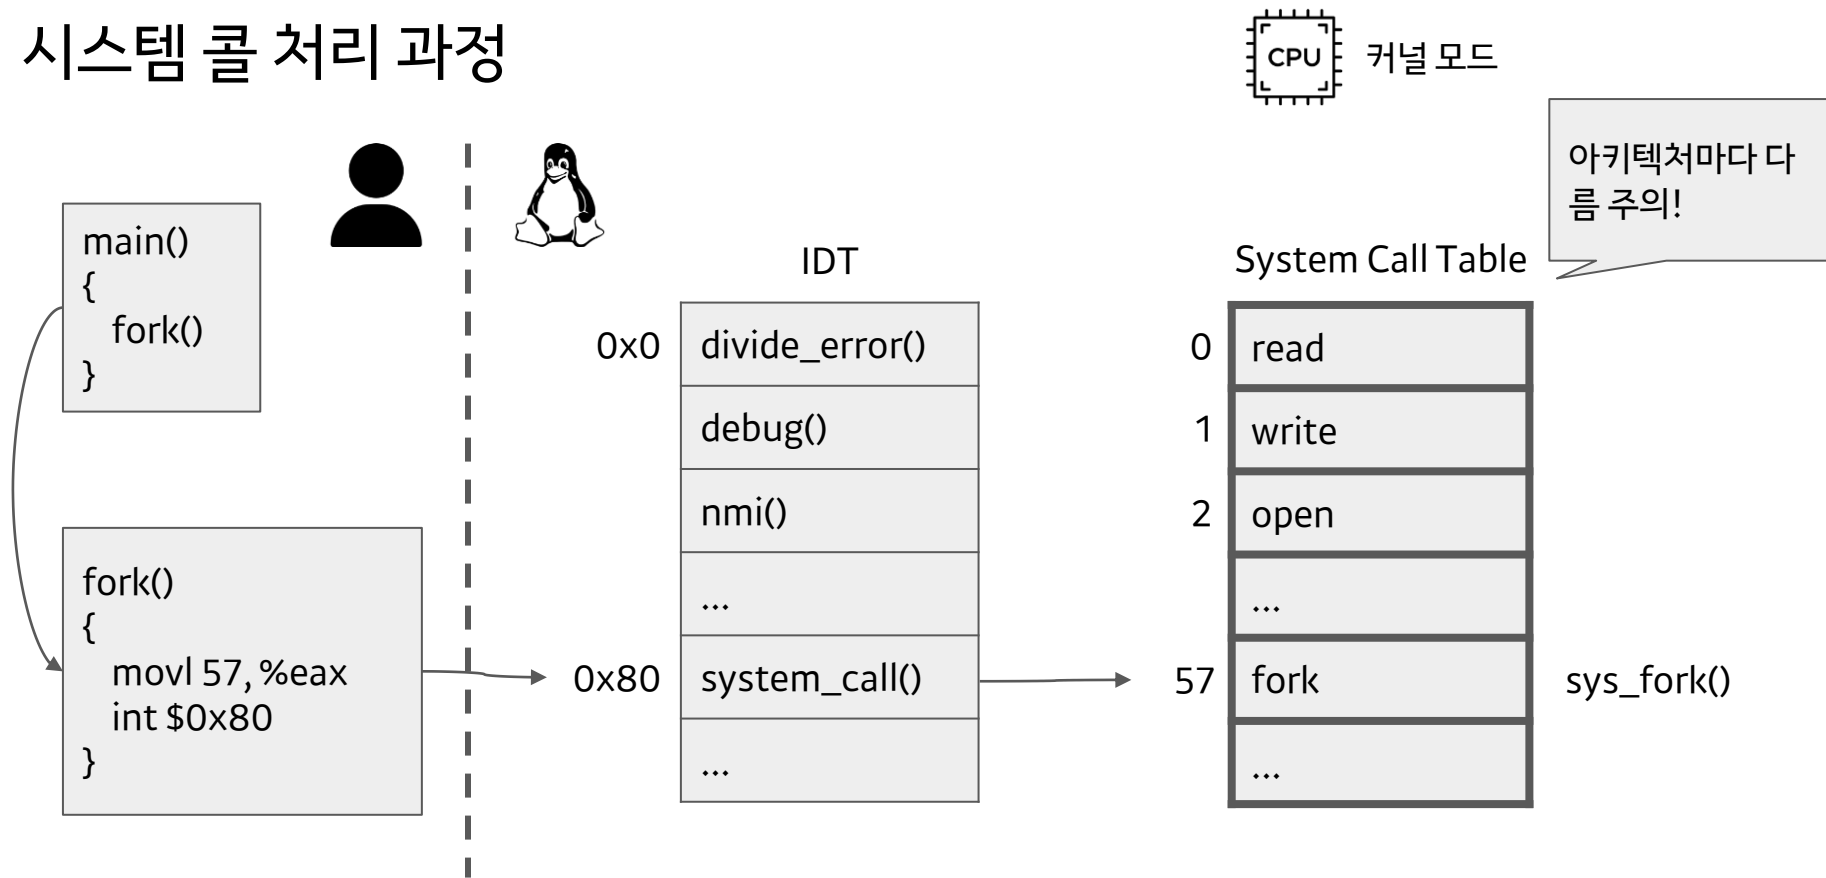 시스템 콜 처리 과정
CPU
커널 모드
아키텍처마다 다
름 주의!
main()
{
fork()
}
fork()
{
movl 57, %eax
int $0x80
}
IDT
0x0
divide_error()
debug()
nmi()
...
0x80
system_call()
...
System Call Table
0
read
1
write
2
open
...
57
fork
sys_fork()
...